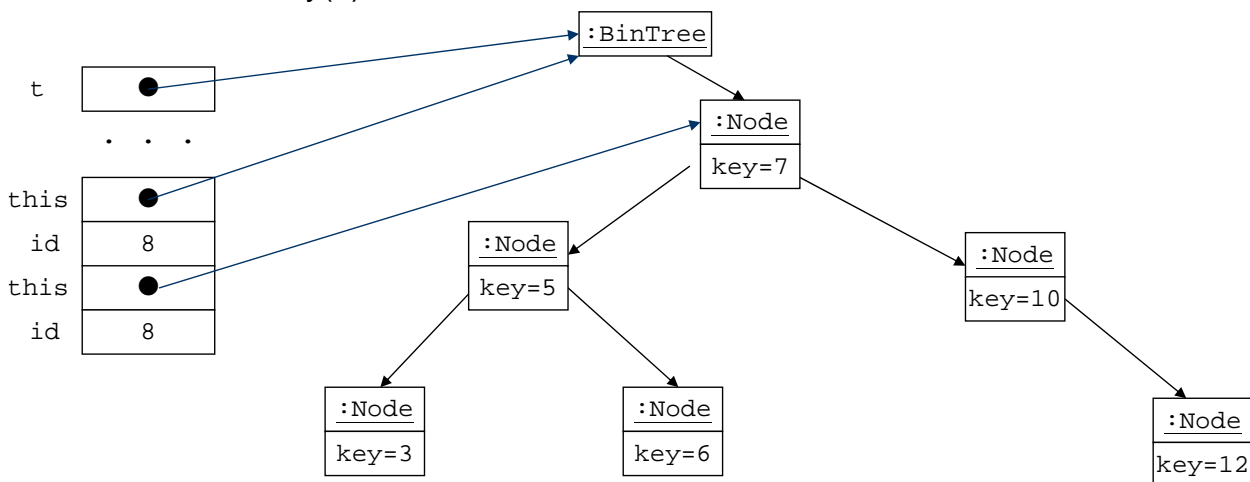 :BinTree
t
. . .
:Node
key=7
this
id
8
this
id
8
:Node
key=5
:Node
key=10
:Node
key=3
:Node
key=6
:Node
key=12